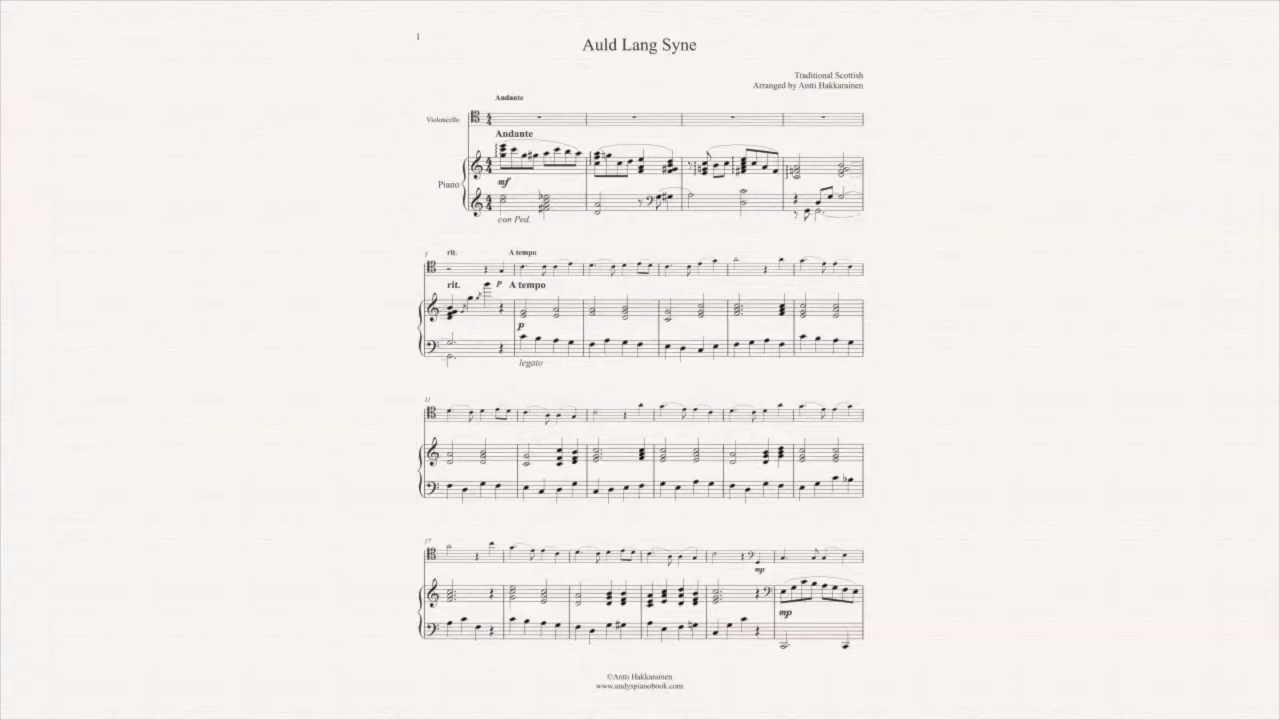 1
Auld Lang Syne
Traditional Scottish
Arranged by Antti Hakkarainen
Andante
Violoncello
Andante
Piano
mf
con Ped.
5
rit.
A tempo
p
rit.
A tempo
p
legato
11
17
mp
mp
©Antti Hakkarainen
www.andyspianobook.com